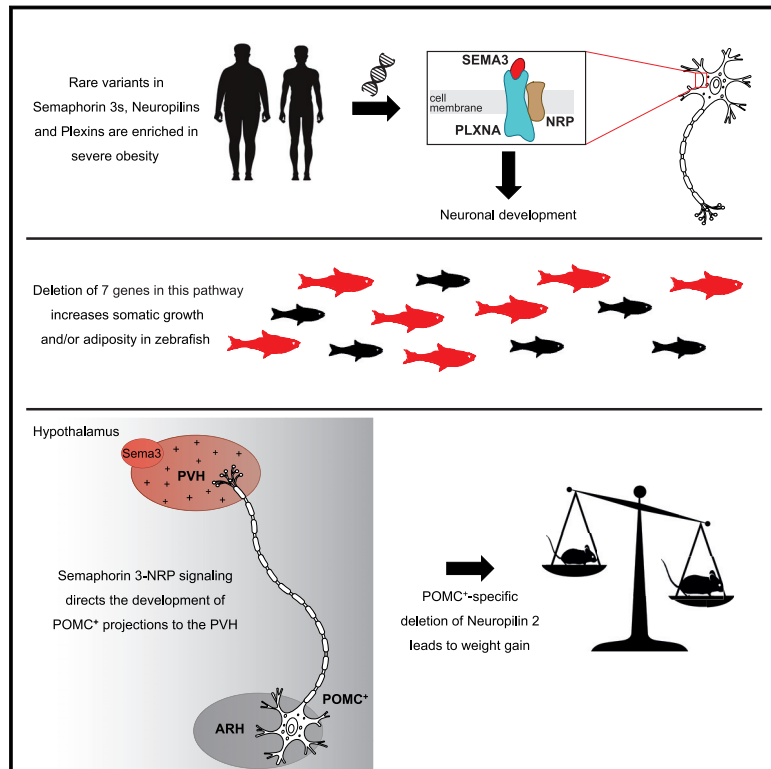 Rare variants in
Semaphorin 3s, Neuropilins
and Plexins are enriched in
severe obesity
SEMA3
cell
membrane
NRP
PLXNA
Neuronal development
Deletion of 7 genes in this pathway
increases somatic growth
and/or adiposity in zebrafish
Hypothalamus
Sema3
PVH
Semaphorin 3-NRP signaling
directs the development of
POMC⁺ projections to the PVH
POMC⁺
ARH
POMC⁺-specific
deletion of Neuropilin 2
leads to weight gain